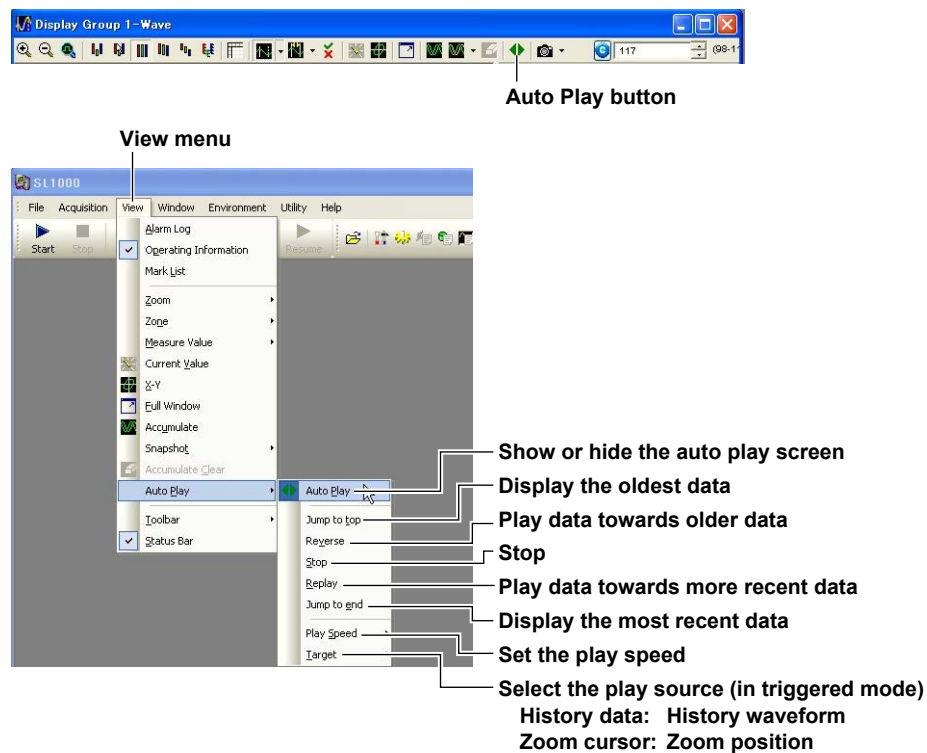 Display Group 1-Wave
117
Auto Play button
View menu
SL1000
File Acquisition View Window Environment Utility Help
Start Stop Resume
Alarm Log
Operating Information
Mark List
Zoom
Zone
Measure Value
Current Value
X-Y
Full Window
Accumulate
Snapshot
Accumulate Clear
Auto Play
Toolbar
Status Bar
Auto Play
Jump to top
Reverse
Stop
Replay
Jump to end
Play Speed
Target
Show or hide the auto play screen
Display the oldest data
Play data towards older data
Stop
Play data towards more recent data
Display the most recent data
Set the play speed
Select the play source (in triggered mode)
History data: History waveform
Zoom cursor: Zoom position